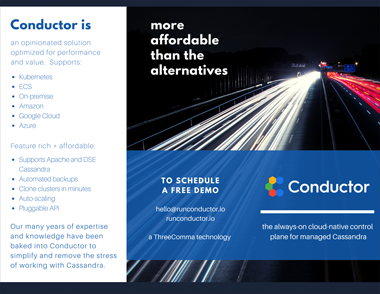 Conductor is
an opinionated solution
optimized for performance
and value. Supports:
Kubernetes
ECS
On-premise
Amazon
Google Cloud
Azure
Feature rich + affordable
Supports Apache and DSE
Cassandra
Automated backups
Clone clusters in minutes
Auto-scaling
Pluggable API
Our many years of expertise
and knowledge have been
baked into Conductor to
simplify and remove the stress
of working with Cassandra.
more
affordable
than the
alternatives
TO SCHEDULE
A FREE DEMO
hello@runconductor.io
runconductor.io
a ThreeComma technology
Conductor
the always-on cloud-native control
plane for managed Cassandra